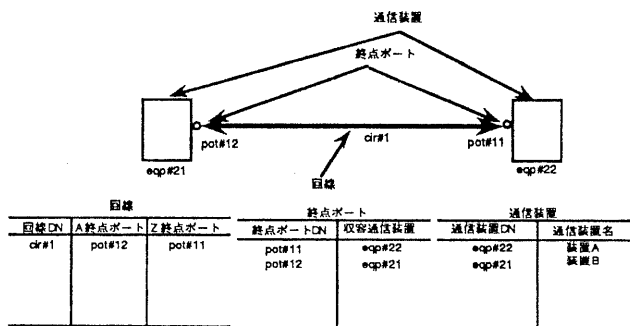 通信装置
終点ポート
pot#12
cir#1
pot#11
eqp#21
eqp#22
回線
回線
回線DN A終点ポート Z終点ポート
cir#1 pot#12 pot#11
終点ポート
終点ポートDN 収容通信装置
pot#11 eqp#22
pot#12 eqp#21
通信装置
通信装置DN 通信装置名
eqp#22 装置A
eqp#21 装置B